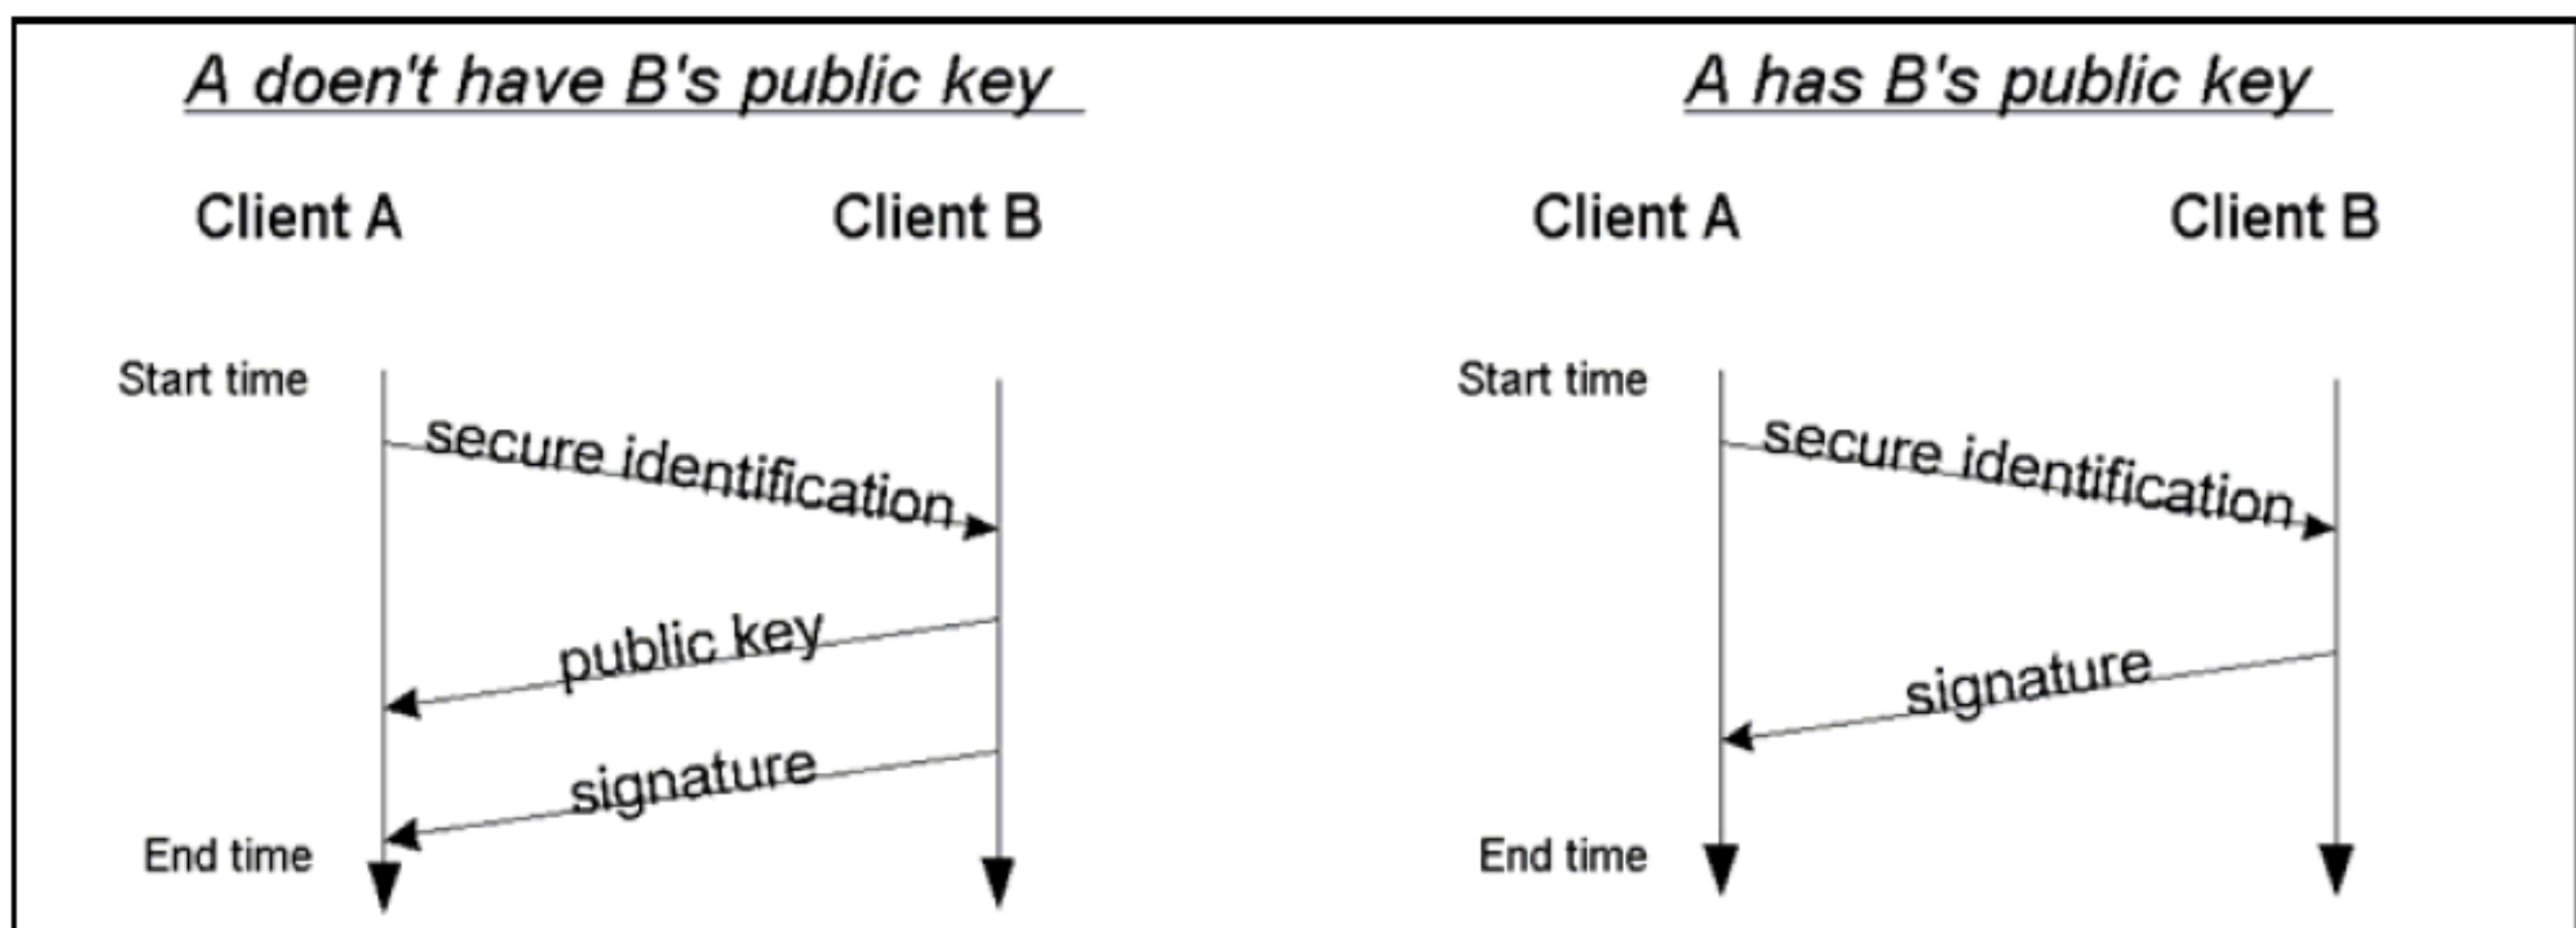 A doen't have B's public key
Client A Client B
Start time
secure identification
public key
signature
End time
A has B's public key
Client A Client B
Start time
secure identification
signature
End time